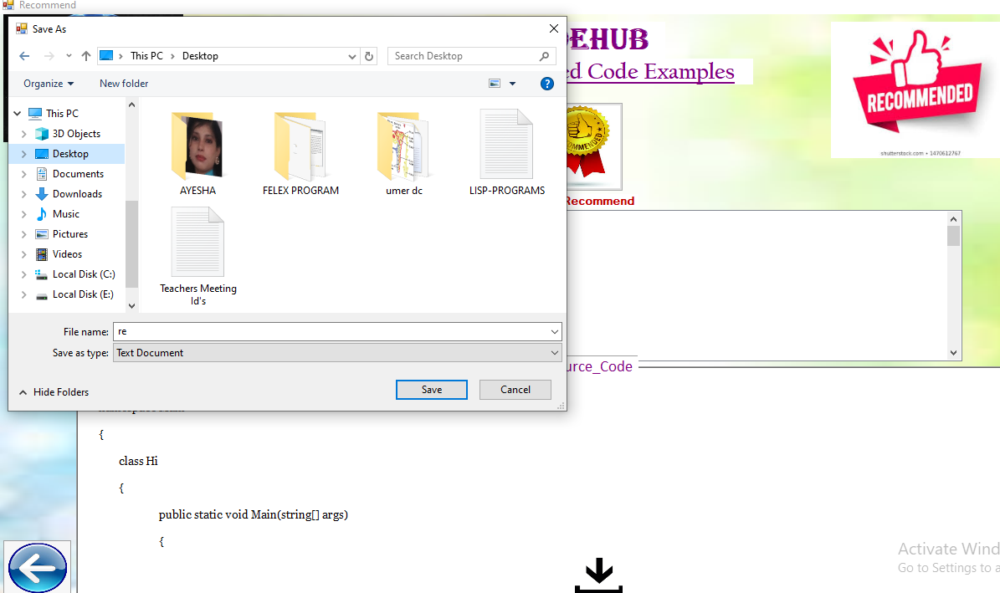 Recommend
Save As
This PC
Desktop
Search Desktop
Organize
New folder
?
DEHUB
ed Code Examples
RECOMMENDED
shutterstock.com • 1470612767
This PC
3D Objects
Desktop
Documents
Downloads
Music
Pictures
Videos
Local Disk (C:)
Local Disk (E:)
AYESHA
FELEX PROGRAM
umer dc
LISP-PROGRAMS
Teachers Meeting
Id's
Recommend
File name: re
Save as type: Text Document
Hide Folders
Save
Cancel
urce_Code
{
class Hi
{
public static void Main(string[] args)
{
Activate Wind
Go to Settings to a